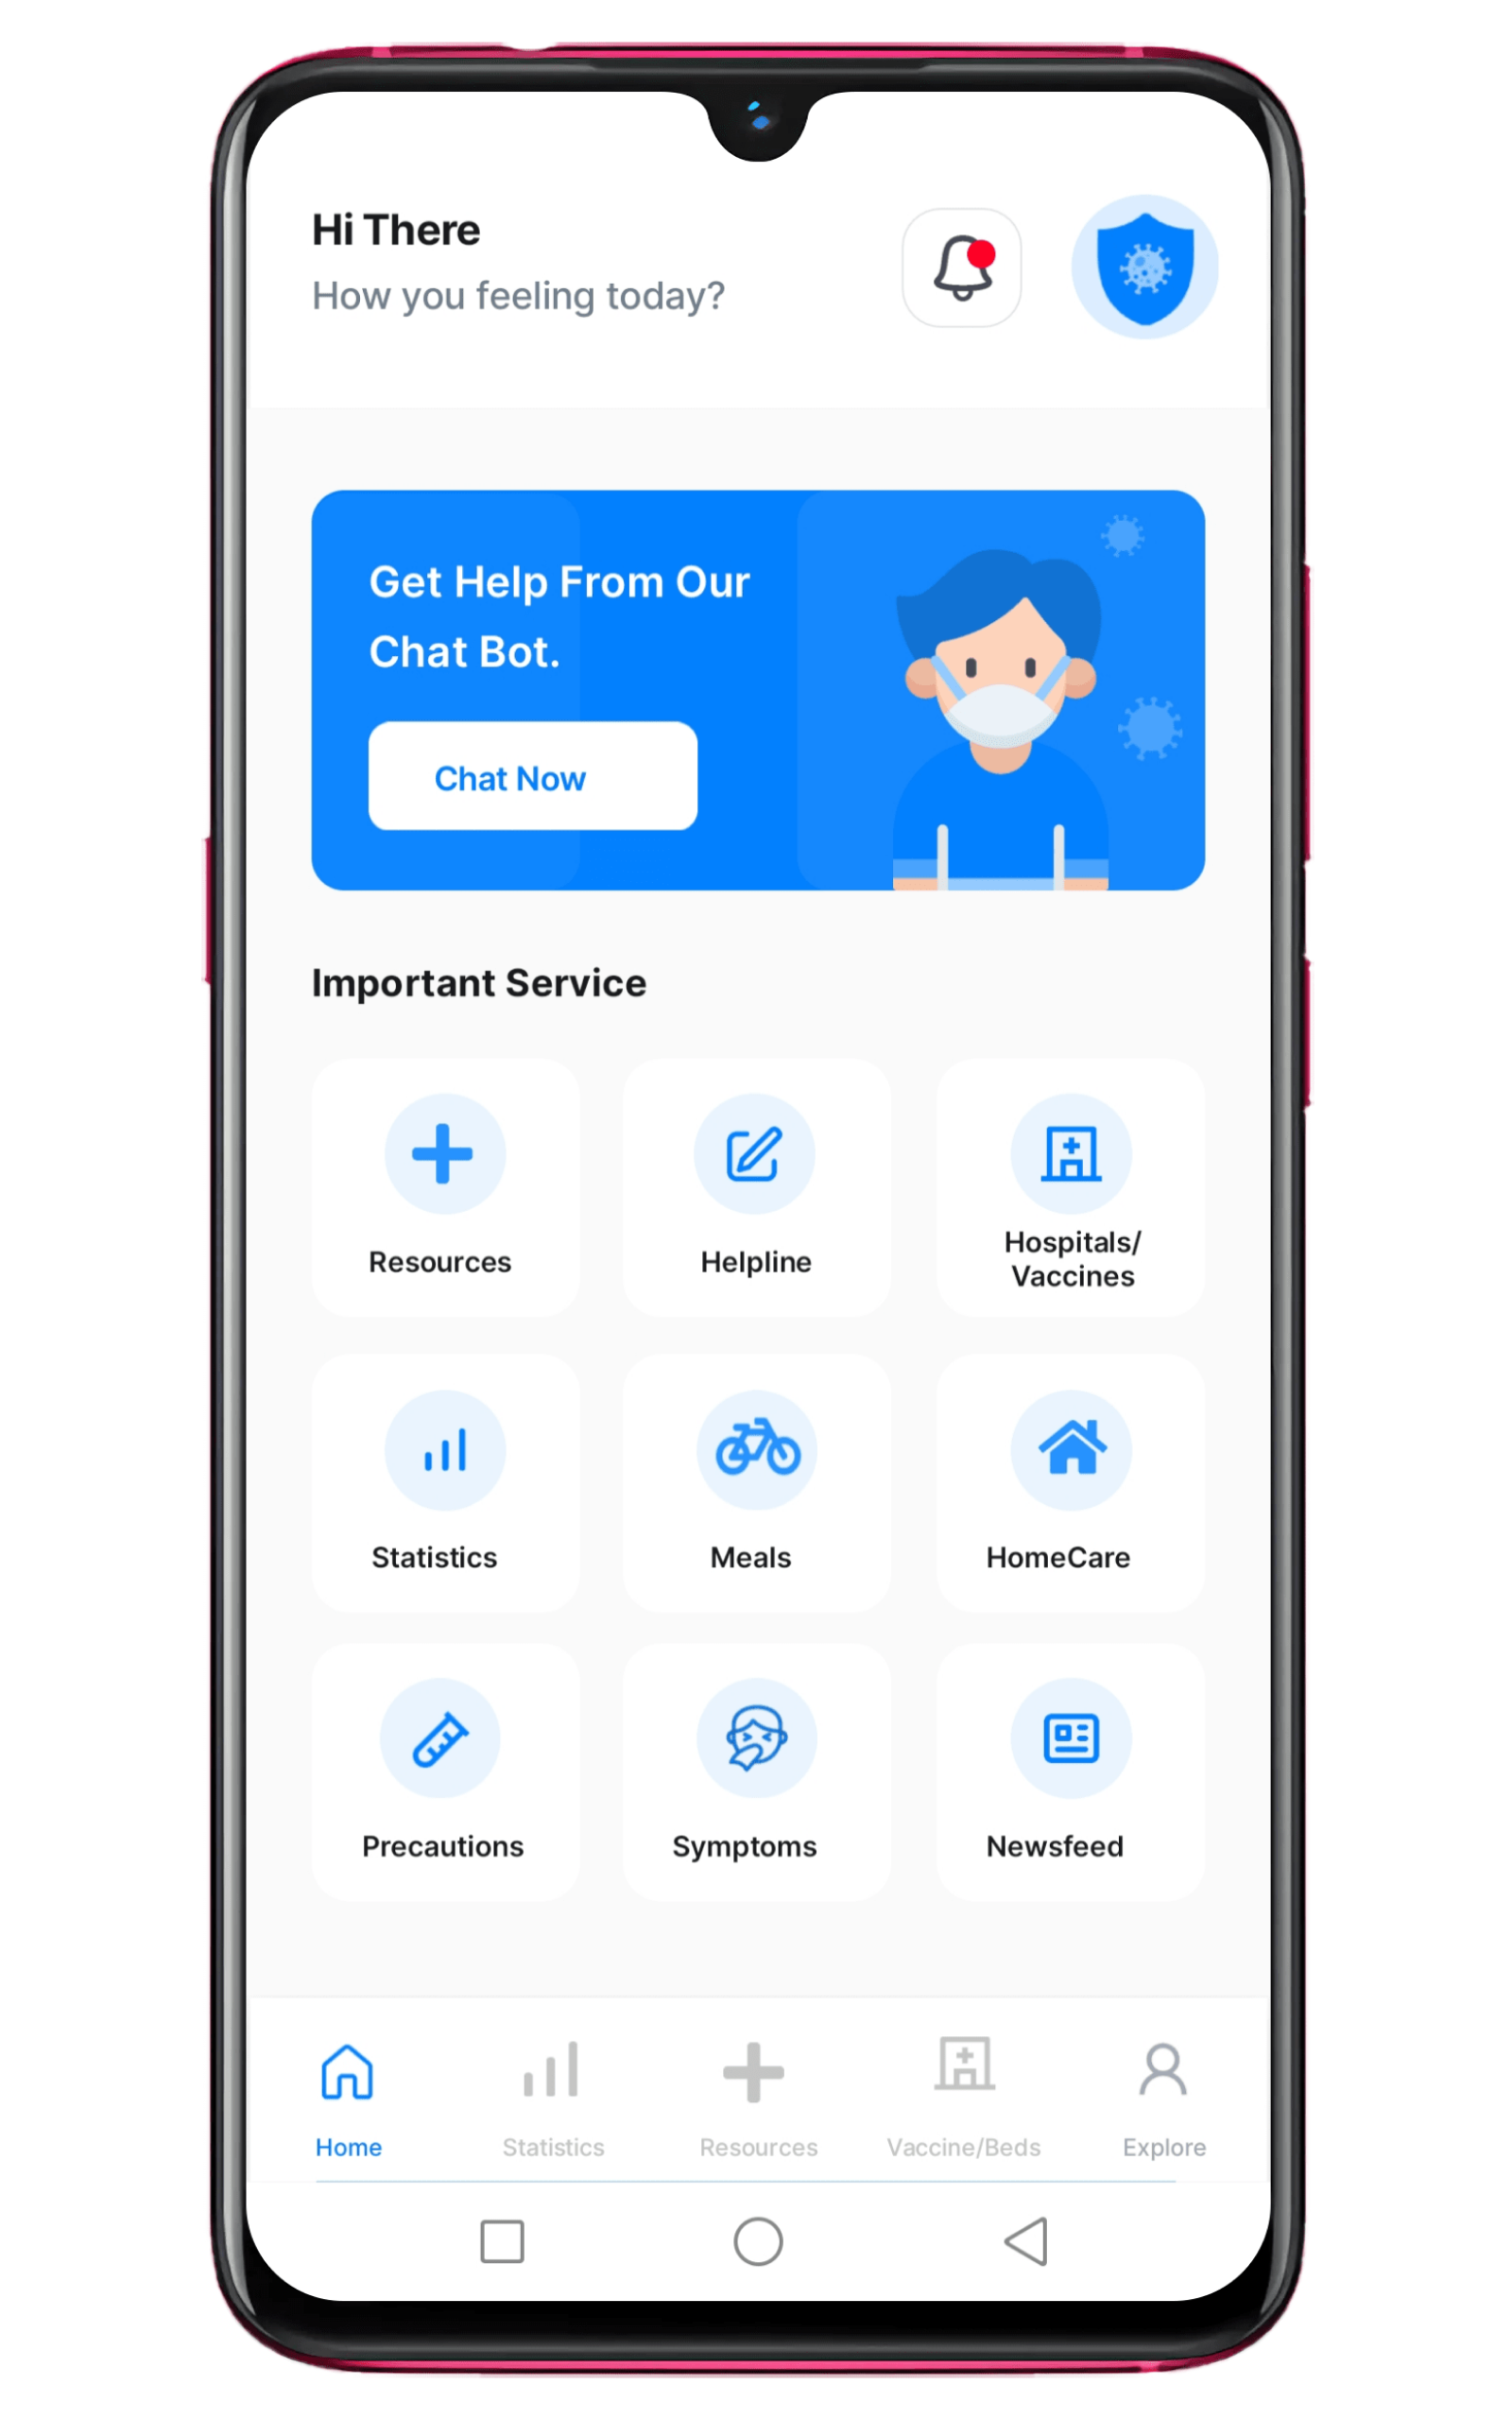 Hi There
How you feeling today?
Get Help From Our
Chat Bot.
Chat Now
Important Service
Resources
Helpline
Hospitals/
Vaccines
Statistics
Meals
HomeCare
Precautions
Symptoms
Newsfeed
Home
Statistics
Resources
Vaccine/Beds
Explore